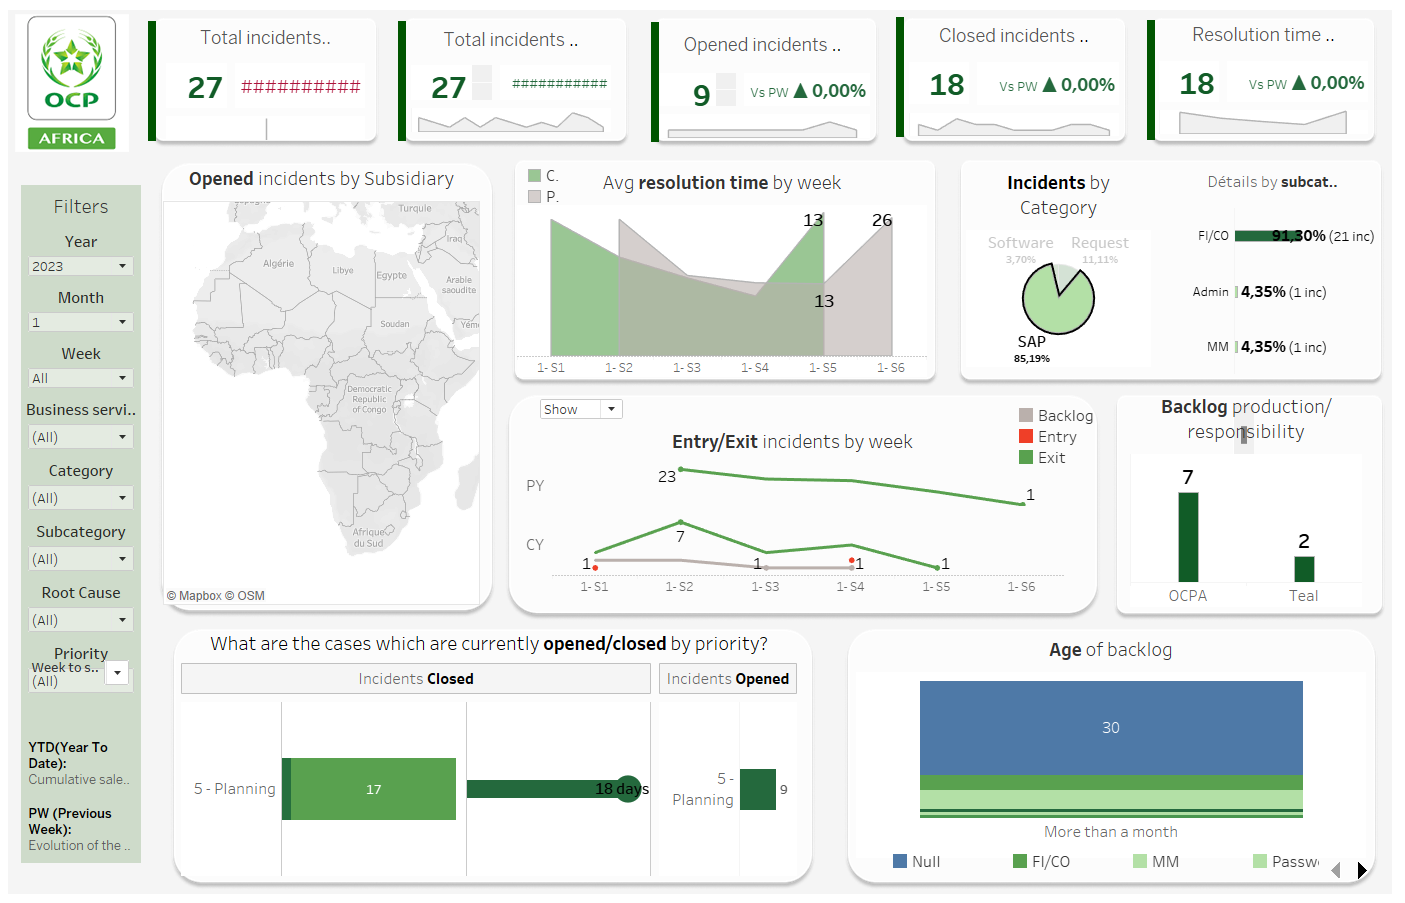 OCP
AFRICA
Total incidents..
27
##########
Total incidents ..
27
###########
Opened incidents ..
9
Vs PW ▲ 0,00%
Closed incidents ..
18
Vs PW ▲ 0,00%
Resolution time ..
18
Vs PW ▲ 0,00%
Filters
Year
2023
Month
1
Week
All
Business servi..
(All)
Category
(All)
Subcategory
(All)
Root Cause
(All)
Priority
Week to s..
(All)
YTD(Year To
Date):
Cumulative sale..
PW (Previous
Week):
Evolution of the ..
Opened incidents by Subsidiary
Turquie
Iraq
Algérie
Libye
Egypte
Arabie
saoudite
Soudan
Democratic
Republic
of Congo
Afrique
du Sud
© Mapbox © OSM
C.
P.
Avg resolution time by week
13
26
13
1- S1
1- S2
1- S3
1- S4
1- S5
1- S6
Incidents by
Category
Software
3,70%
Request
11,11%
SAP
85,19%
Détails by subcat..
FI/CO
91,30% (21 inc)
Admin
4,35% (1 inc)
MM
4,35% (1 inc)
Show
Entry/Exit incidents by week
Backlog
Entry
Exit
PY
23
1
CY
1
7
1
1
1
1- S1
1- S2
1- S3
1- S4
1- S5
1- S6
Backlog production/
responsibility
7
2
OCPA
Teal
What are the cases which are currently opened/closed by priority?
Incidents Closed
Incidents Opened
5 - Planning
17
18 days
5 -
Planning
9
Age of backlog
30
More than a month
Null
FI/CO
MM